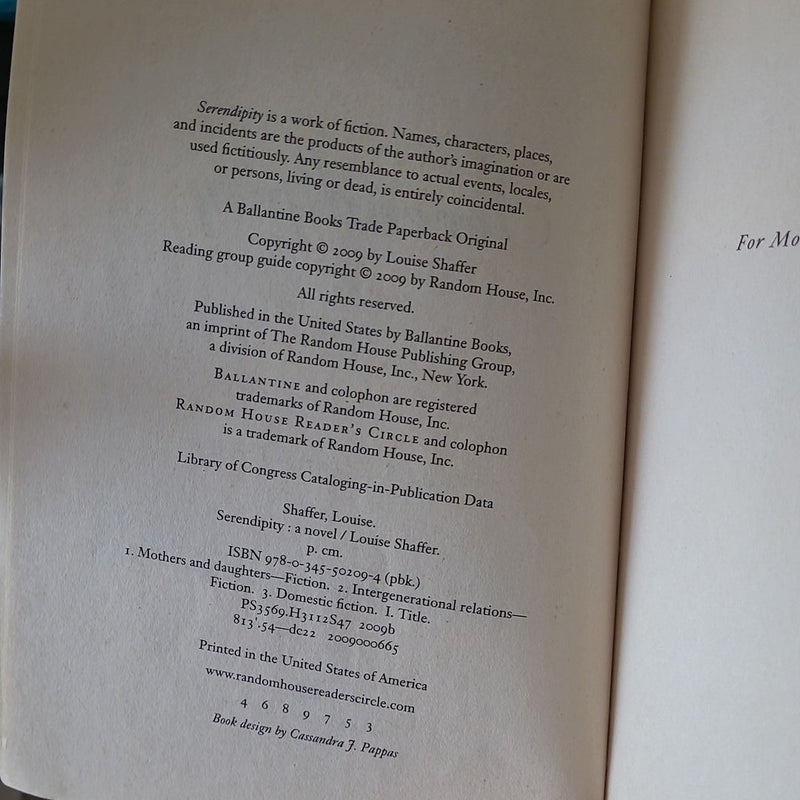 Serendipity is a work of fiction. Names, characters, places,
and incidents are the products of the author's imagination or are
used fictitiously. Any resemblance to actual events, locales,
or persons, living or dead, is entirely coincidental.
A Ballantine Books Trade Paperback Original
Copyright © 2009 by Louise Shaffer
Reading group guide copyright © 2009 by Random House, Inc.
All rights reserved.
Published in the United States by Ballantine Books,
an imprint of The Random House Publishing Group,
a division of Random House, Inc., New York.
BALLANTINE and colophon are registered
trademarks of Random House, Inc.
RANDOM HOUSE READER'S CIRCLE and colophon
is a trademark of Random House, Inc.
Library of Congress Cataloging-in-Publication Data
Shaffer, Louise.
Serendipity : a novel / Louise Shaffer.
p. cm.
ISBN 978-0-345-50209-4 (pbk.)
1. Mothers and daughters—Fiction. 2. Intergenerational relations—
Fiction. 3. Domestic fiction. I. Title.
PS3569.H3112S47 2009b
813'.54—dc22 2009000665
Printed in the United States of America
www.randomhousereaderscircle.com
4 6 8 9 7 5 3
Book design by Cassandra J. Pappas
For Mo